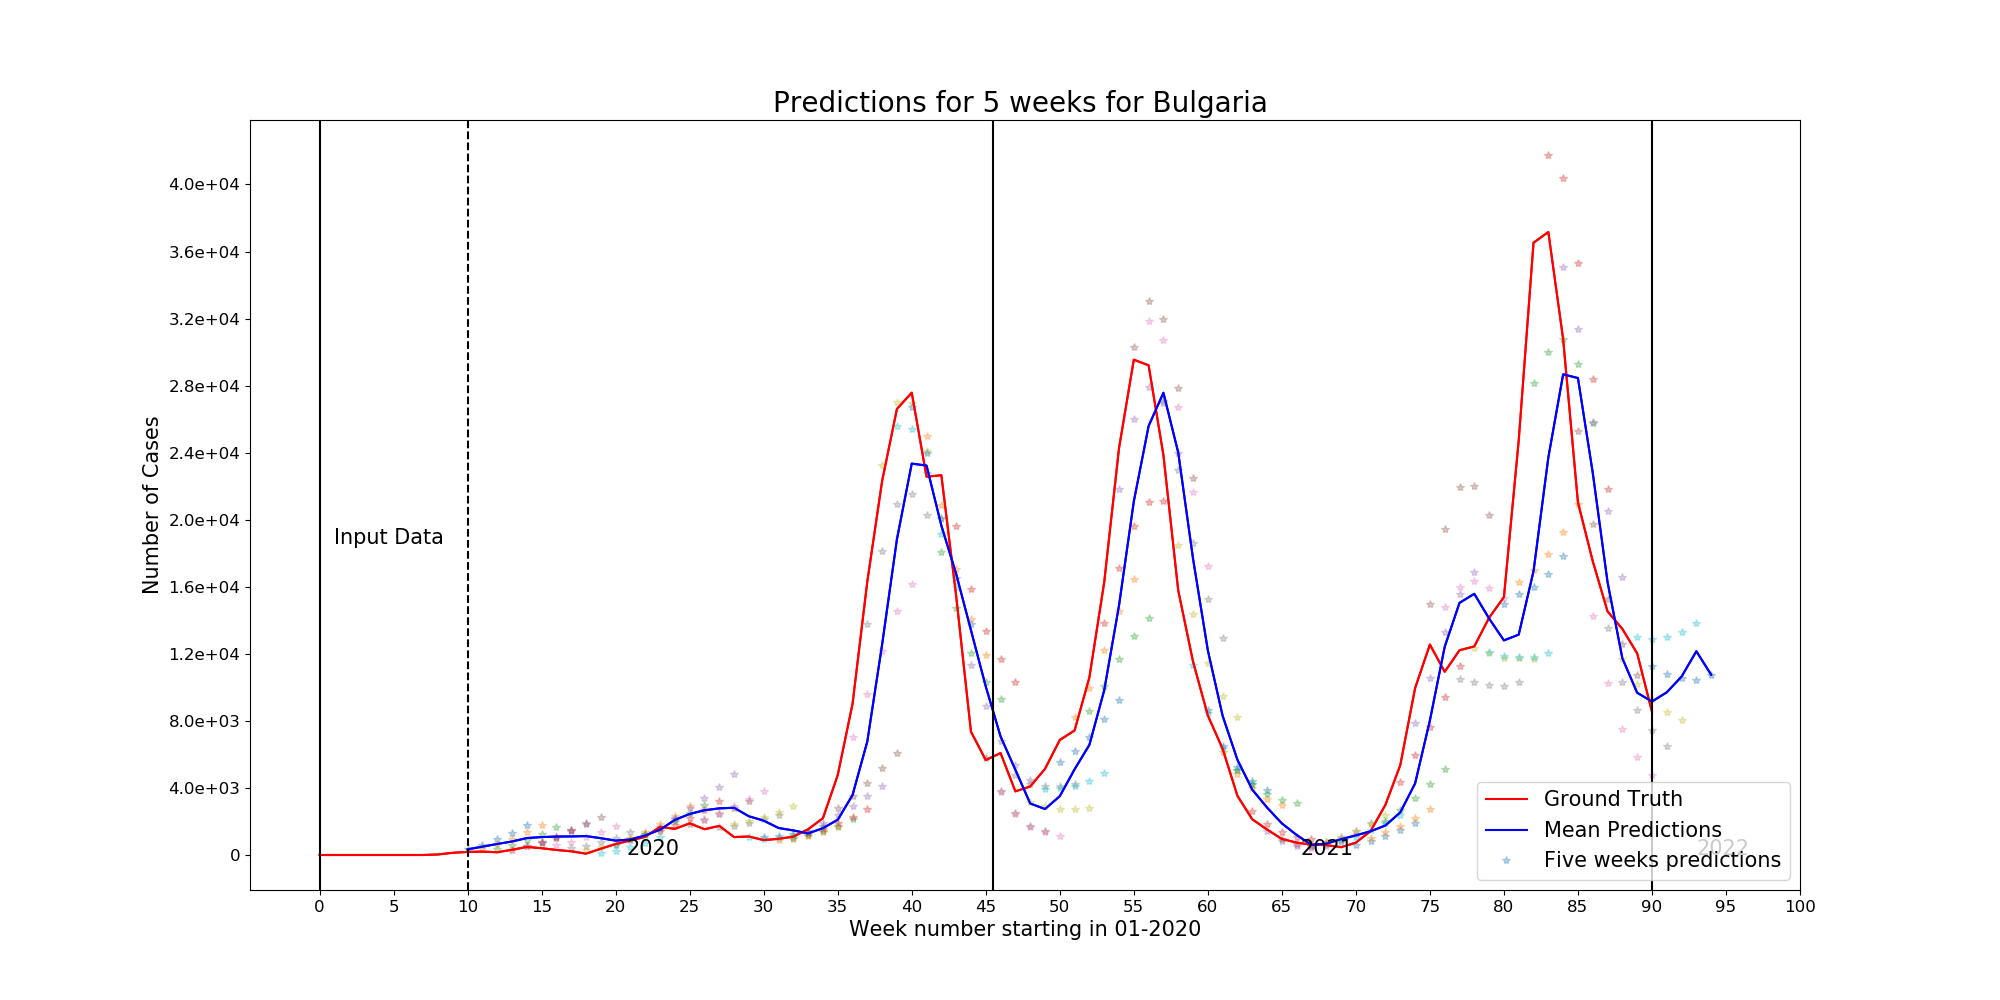 Predictions for 5 weeks for Bulgaria
Number of Cases
4.0e+04
3.6e+04
3.2e+04
2.8e+04
2.4e+04
2.0e+04
1.6e+04
1.2e+04
8.0e+03
4.0e+03
0
Input Data
2020
2021
2022
Ground Truth
Mean Predictions
Five weeks predictions
0 5 10 15 20 25 30 35 40 45 50 55 60 65 70 75 80 85 90 95 100
Week number starting in 01-2020